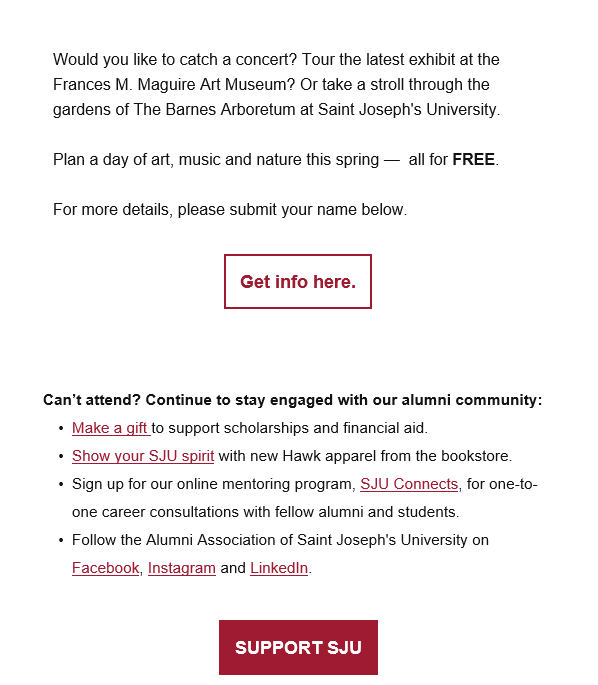 Would you like to catch a concert? Tour the latest exhibit at the
Frances M. Maguire Art Museum? Or take a stroll through the
gardens of The Barnes Arboretum at Saint Joseph's University.
Plan a day of art, music and nature this spring — all for FREE.
For more details, please submit your name below.
Get info here.
Can’t attend? Continue to stay engaged with our alumni community:
• Make a gift to support scholarships and financial aid.
• Show your SJU spirit with new Hawk apparel from the bookstore.
• Sign up for our online mentoring program, SJU Connects, for one-to-
one career consultations with fellow alumni and students.
• Follow the Alumni Association of Saint Joseph's University on
Facebook, Instagram and LinkedIn.
SUPPORT SJU